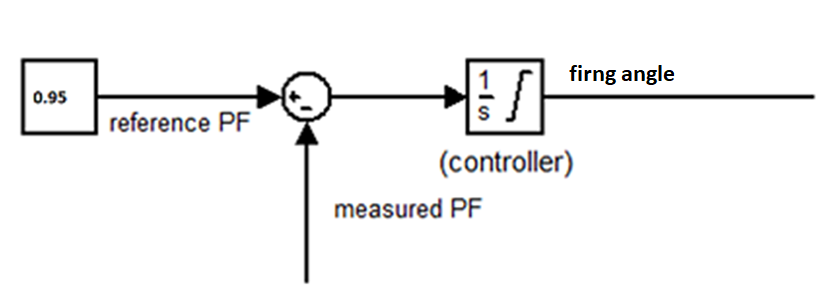 0.95
reference PF
+
-
1
s
firng angle
(controller)
measured PF